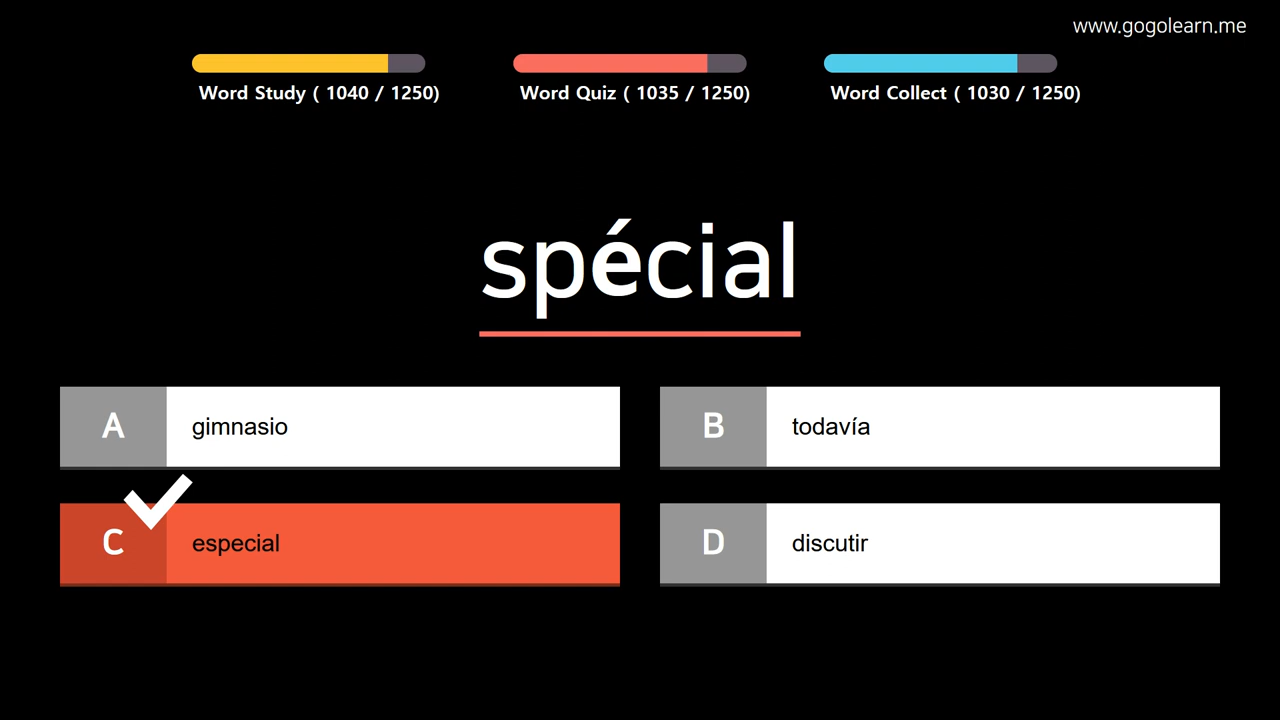 www.gogolearn.me
Word Study ( 1040 / 1250)
Word Quiz ( 1035 / 1250)
Word Collect ( 1030 / 1250)
spécial
A gimnasio
B todavía
C especial
D discutir